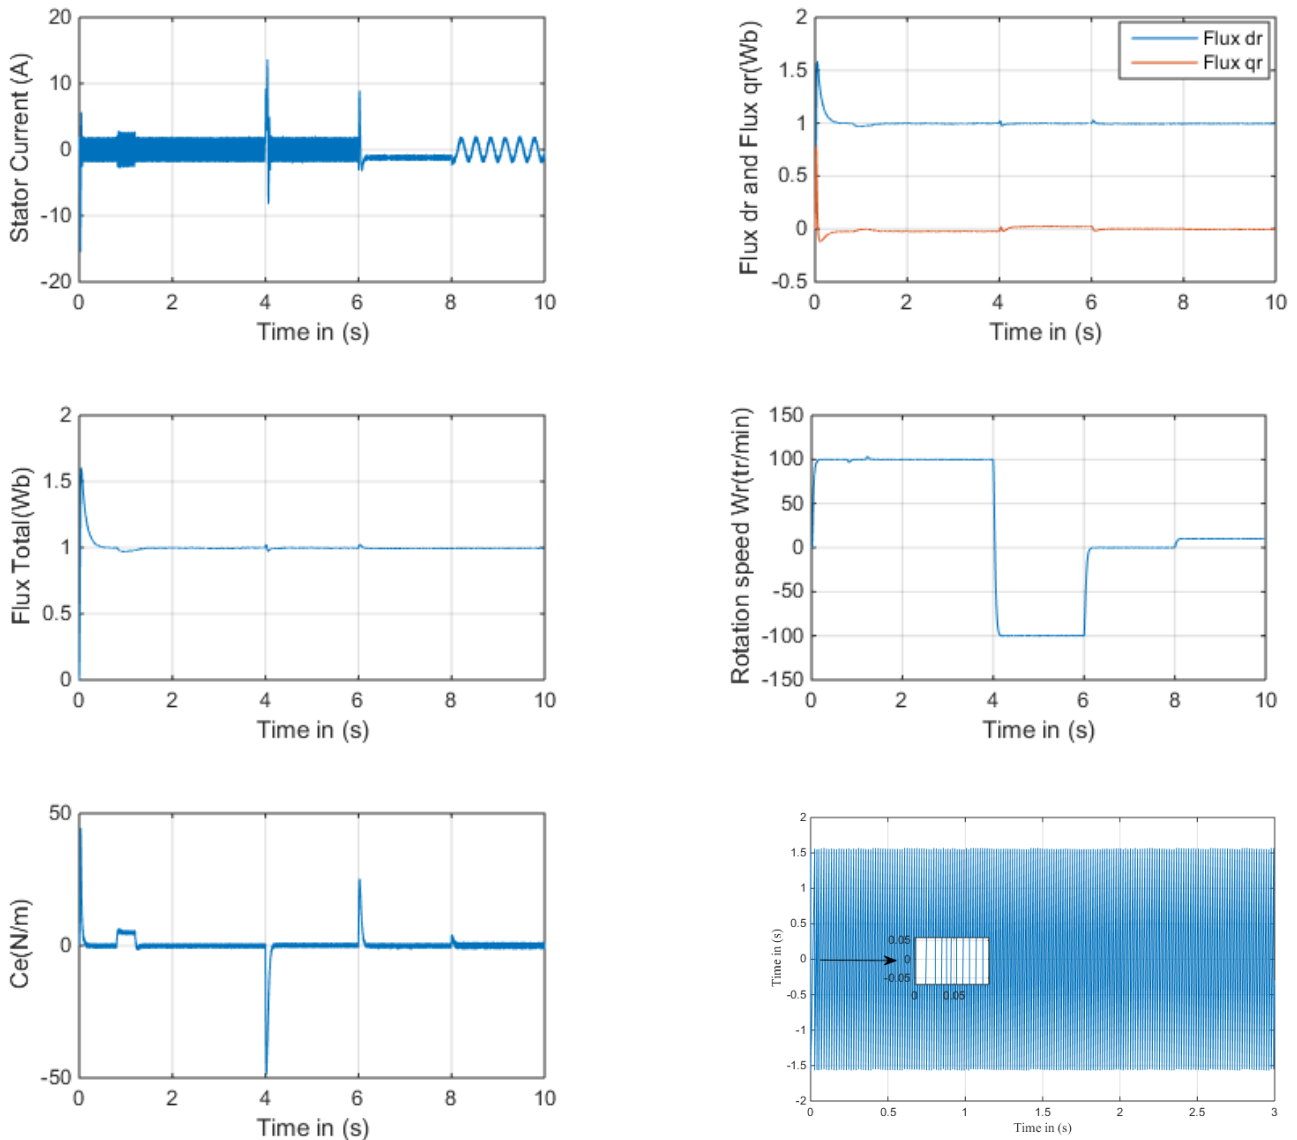 20
10
0
-10
-20
Stator Current (A)
0 2 4 6 8 10
Time in (s)
2
1.5
1
0.5
0
-0.5
Flux dr and Flux qr(Wb)
Flux dr
Flux qr
0 2 4 6 8 10
Time in (s)
2
1.5
1
0.5
0
Flux Total(Wb)
0 2 4 6 8 10
Time in (s)
150
100
50
0
-50
-100
-150
Rotation speed Wr(tr/min)
0 2 4 6 8 10
Time in (s)
50
0
-50
Ce(N/m)
0 2 4 6 8 10
Time in (s)
2
1.5
1
0.5
0
-0.5
-1
-1.5
-2
Time in (s)
0.05
0
-0.05
0 0.05
0 0.5 1 1.5 2 2.5 3
Time in (s)